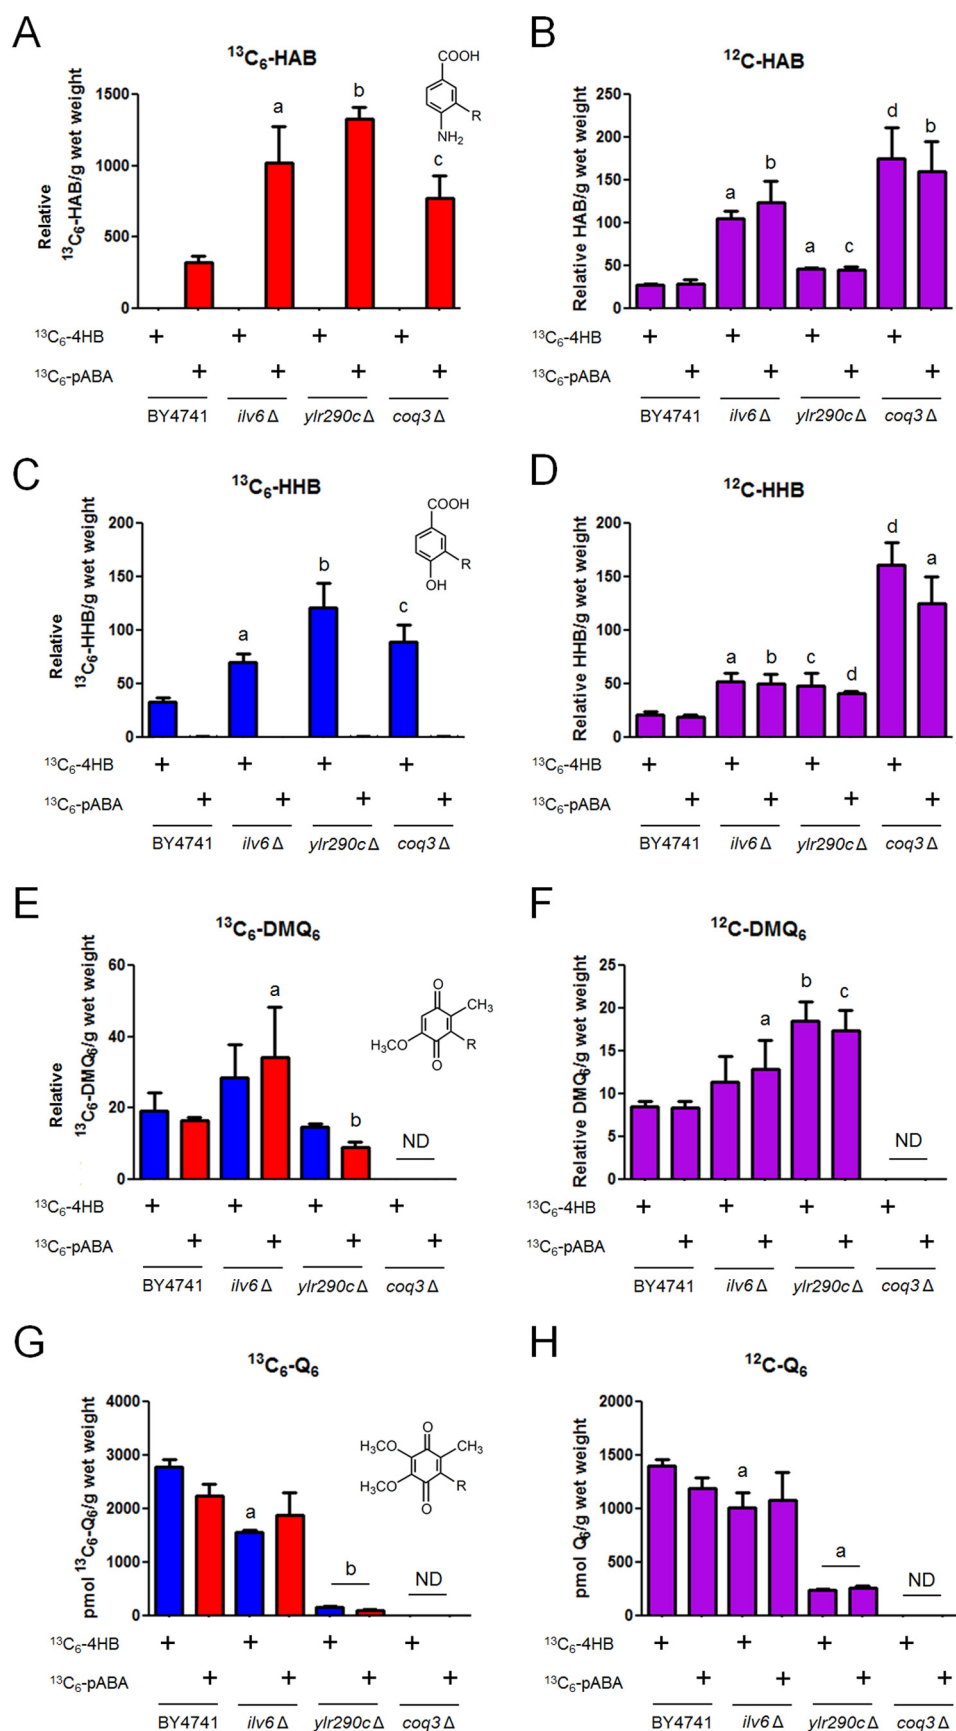 A
¹³C₆-HAB
COOH
R
NH₂
Relative
¹³C₆-HAB/g wet weight
1500
1000
500
0
a
b
c
¹³C₆-4HB + + + +
¹³C₆-pABA + + + +
BY4741 ilv6Δ ylr290cΔ coq3Δ
B
¹²C-HAB
Relative HAB/g wet weight
250
200
150
100
50
0
a
b
a
c
d
b
¹³C₆-4HB + + + +
¹³C₆-pABA + + + +
BY4741 ilv6Δ ylr290cΔ coq3Δ
C
¹³C₆-HHB
COOH
R
OH
Relative
¹³C₆-HHB/g wet weight
200
150
100
50
0
a
b
c
¹³C₆-4HB + + + +
¹³C₆-pABA + + + +
BY4741 ilv6Δ ylr290cΔ coq3Δ
D
¹²C-HHB
Relative HHB/g wet weight
200
150
100
50
0
a
b
c
d
d
a
¹³C₆-4HB + + + +
¹³C₆-pABA + + + +
BY4741 ilv6Δ ylr290cΔ coq3Δ
E
¹³C₆-DMQ₆
O
CH₃
H₃CO
R
O
Relative
¹³C₆-DMQ₆/g wet weight
60
40
20
0
a
b
ND
¹³C₆-4HB + + + +
¹³C₆-pABA + + + +
BY4741 ilv6Δ ylr290cΔ coq3Δ
F
¹²C-DMQ₆
Relative DMQ₆/g wet weight
25
20
15
10
5
0
a
b
c
ND
¹³C₆-4HB + + + +
¹³C₆-pABA + + + +
BY4741 ilv6Δ ylr290cΔ coq3Δ
G
¹³C₆-Q₆
O
H₃CO
CH₃
H₃CO
R
O
pmol ¹³C₆-Q₆/g wet weight
4000
3000
2000
1000
0
a
b
ND
¹³C₆-4HB + + + +
¹³C₆-pABA + + + +
BY4741 ilv6Δ ylr290cΔ coq3Δ
H
¹²C-Q₆
pmol Q₆/g wet weight
2000
1500
1000
500
0
a
a
ND
¹³C₆-4HB + + + +
¹³C₆-pABA + + + +
BY4741 ilv6Δ ylr290cΔ coq3Δ